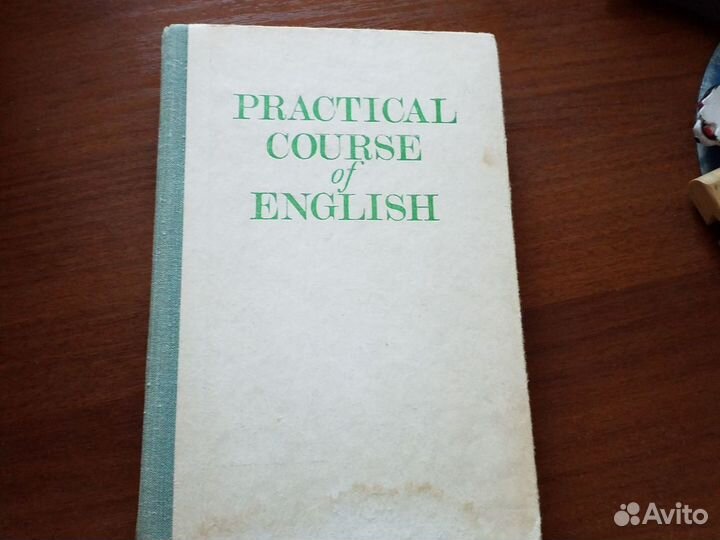 PRACTICAL
COURSE
of
ENGLISH
Avito